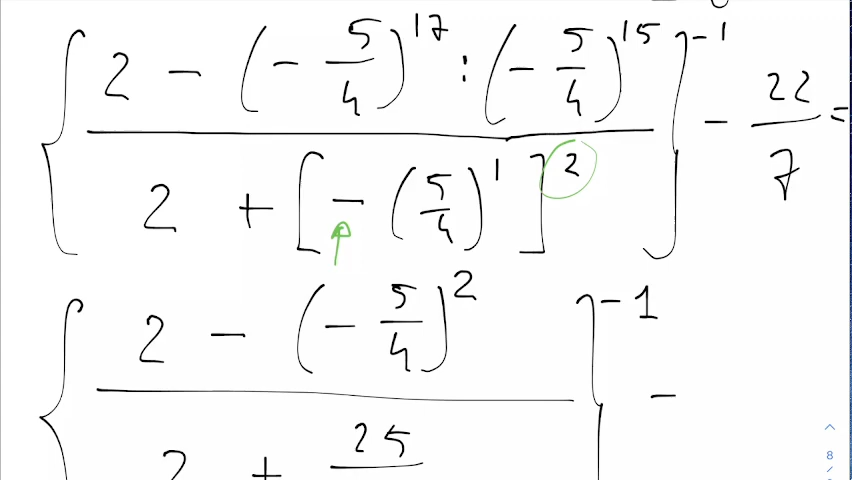 { 2 - (- 5/4)^17 : (- 5/4)^15 / 2 + [- (5/4)^1]^2 }^-1 - 22/7 =
{ 2 - (- 5/4)^2 / 2 + 25 }^-1 -
8